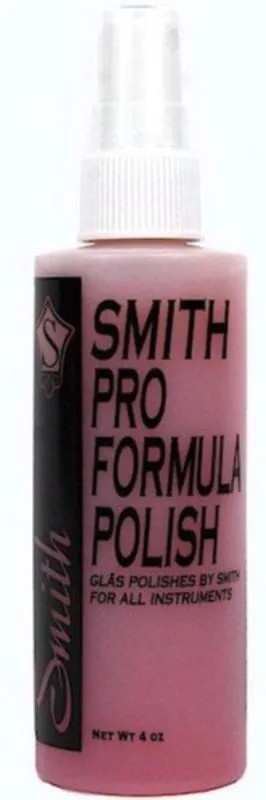 S
Smith
SMITH
PRO
FORMULA
POLISH
GLÄS POLISHES BY SMITH
FOR ALL INSTRUMENTS
NET WT 4 OZ